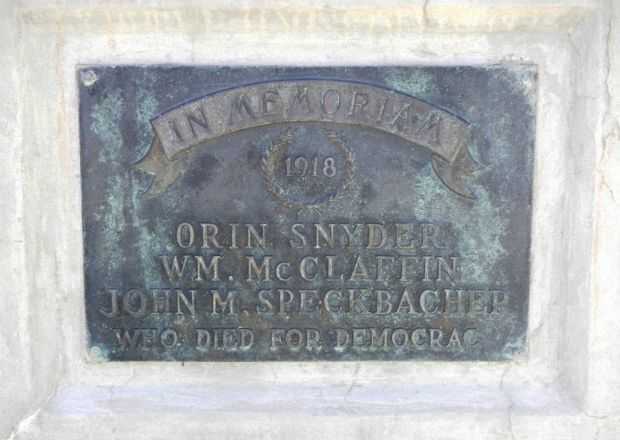 IN MEMORIAM
1918
ORIN SNYDER
WM. McCLAFFIN
JOHN M. SPECKBACHER
WHO DIED FOR DEMOCRAC